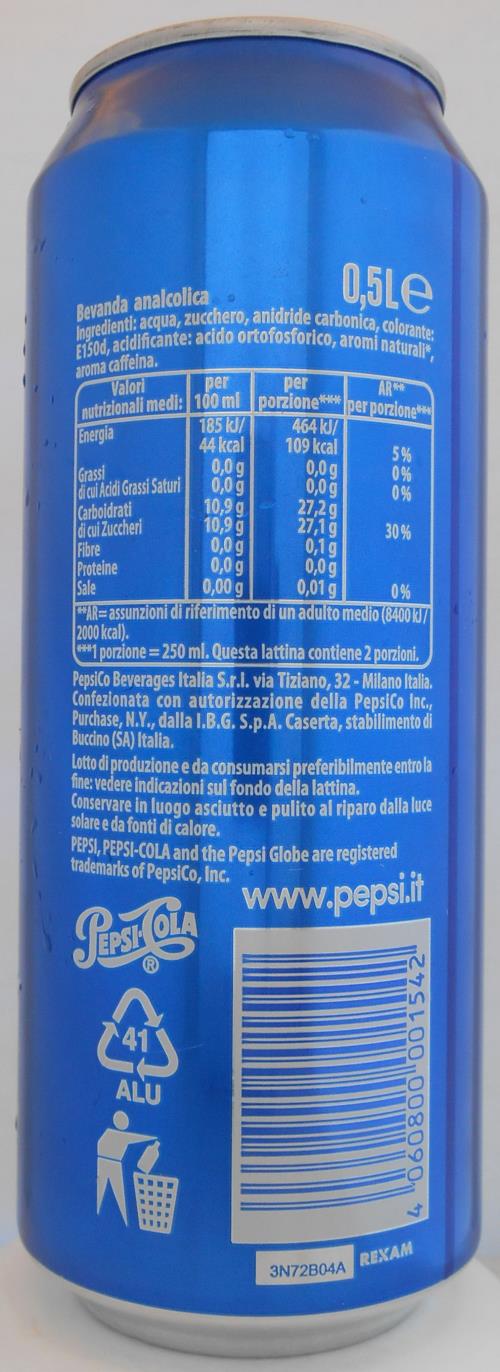 0,5L℮
Bevanda analcolica
Ingredienti: acqua, zucchero, anidride carbonica, colorante:
E150d, acidificante: acido ortofosforico, aromi naturali*,
aroma caffeina.
Valori nutrizionali medi: per 100 ml per porzione*** AR** per porzione***
Energia 185 kJ/ 464 kJ/
44 kcal 109 kcal 5%
Grassi 0,0 g 0,0 g 0%
di cui Acidi Grassi Saturi 0,0 g 0,0 g 0%
Carboidrati 10,9 g 27,2 g
di cui Zuccheri 10,9 g 27,1 g 30%
Fibre 0,0 g 0,1 g
Proteine 0,0 g 0,0 g
Sale 0,00 g 0,01 g 0%
**AR= assunzioni di riferimento di un adulto medio (8400 kJ/
2000 kcal).
***1 porzione = 250 ml. Questa lattina contiene 2 porzioni.
PepsiCo Beverages Italia S.r.l. via Tiziano, 32 - Milano Italia.
Confezionata con autorizzazione della PepsiCo Inc.,
Purchase, N.Y., dalla I.B.G. S.p.A. Caserta, stabilimento di
Buccino (SA) Italia.
Lotto di produzione e da consumarsi preferibilmente entro la
fine: vedere indicazioni sul fondo della lattina.
Conservare in luogo asciutto e pulito al riparo dalla luce
solare e da fonti di calore.
PEPSI, PEPSI-COLA and the Pepsi Globe are registered
trademarks of PepsiCo, Inc.
www.pepsi.it
PEPSI-COLA
®
41
ALU
4 060800 001542
3N72B04A REXAM